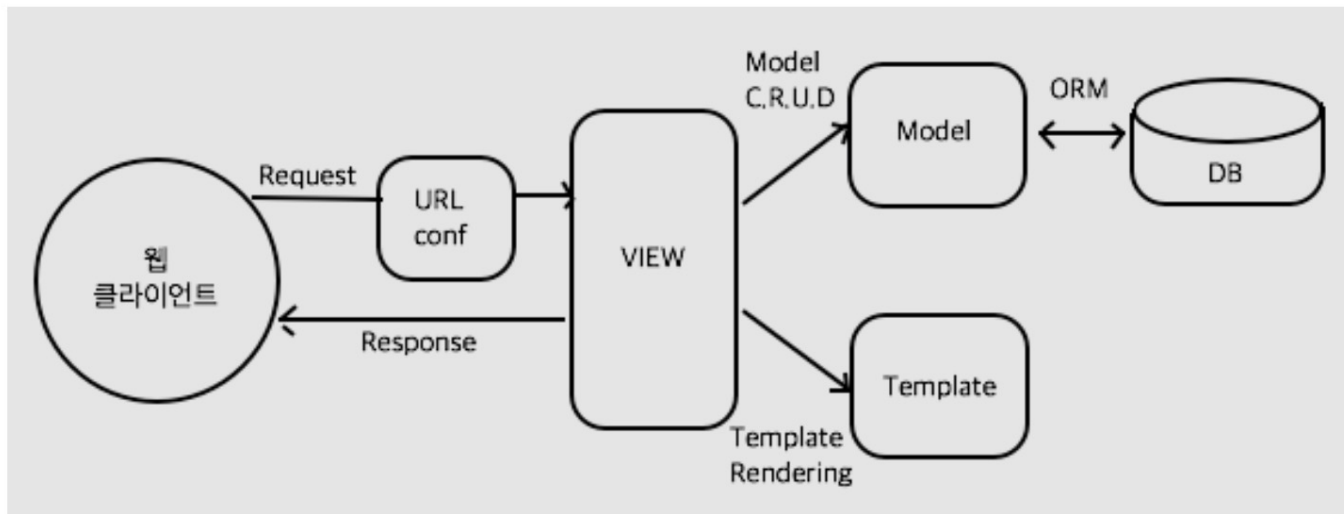 웹
클라이언트
Request
URL
conf
Response
VIEW
Model
C.R.U.D
Model
ORM
DB
Template
Rendering
Template